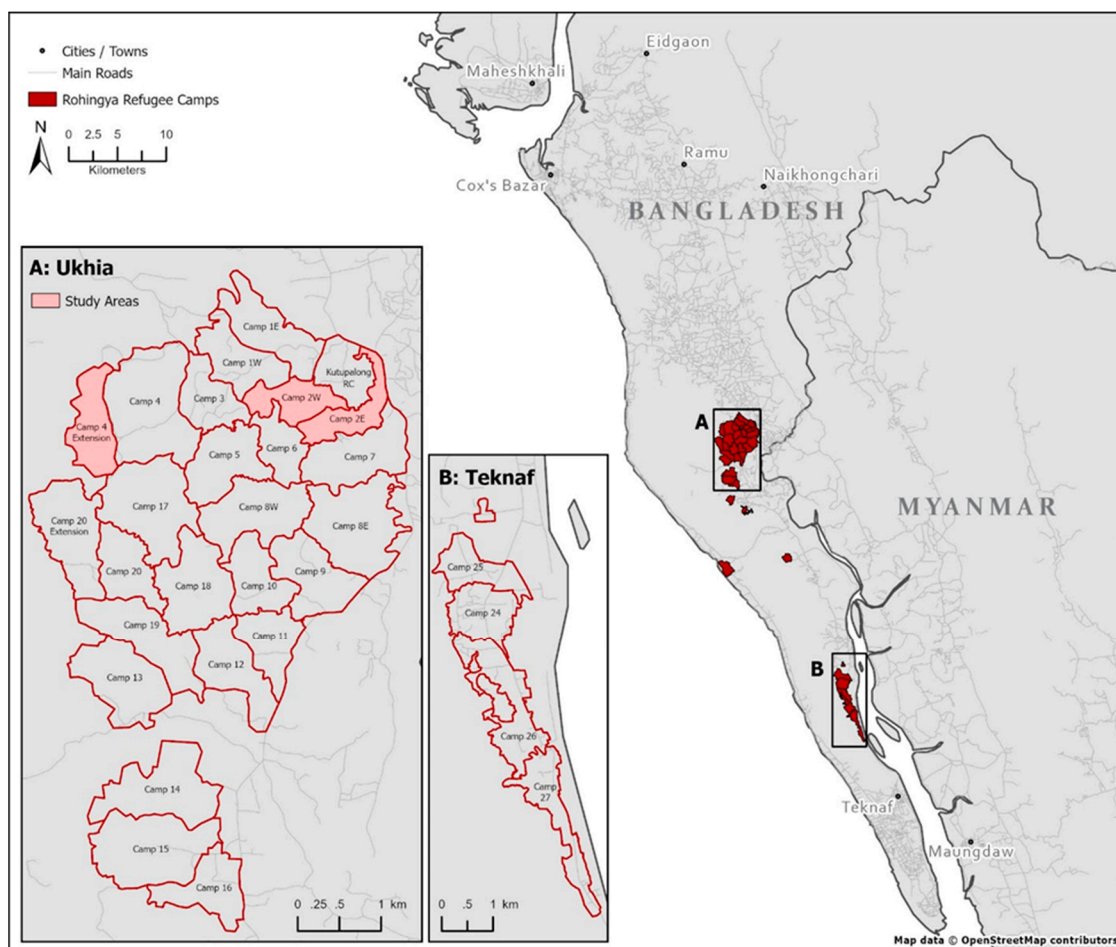 Cities / Towns
Main Roads
Rohingya Refugee Camps
N
0 2.5 5 10
Kilometers
Eidgaon
Maheshkhali
Ramu
Cox's Bazar
Naikhongchari
BANGLADESH
MYANMAR
A
B
Teknaf
Maungdaw
A: Ukhia
Study Areas
Camp 1E
Camp 1W
Kutupalong
RC
Camp 4
Camp 3
Camp 2W
Camp 2E
Camp 4
Extension
Camp 5
Camp 6
Camp 7
Camp 17
Camp 8W
Camp 20
Extension
Camp 8E
Camp 20
Camp 18
Camp 10
Camp 9
Camp 19
Camp 11
Camp 12
Camp 13
Camp 14
Camp 15
Camp 16
0 .25 .5 1 km
B: Teknaf
Camp 25
Camp 24
Camp 26
Camp
27
0 .5 1 km
Map data © OpenStreetMap contributors